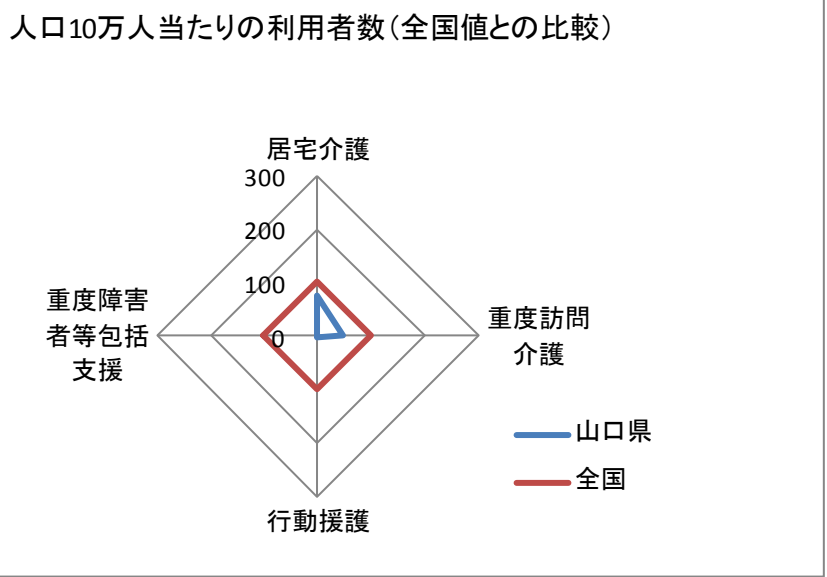 人口10万人当たりの利用者数（全国値との比較）
居宅介護
300
200
100
0
重度障害
者等包括
支援
重度訪問
介護
山口県
全国
行動援護